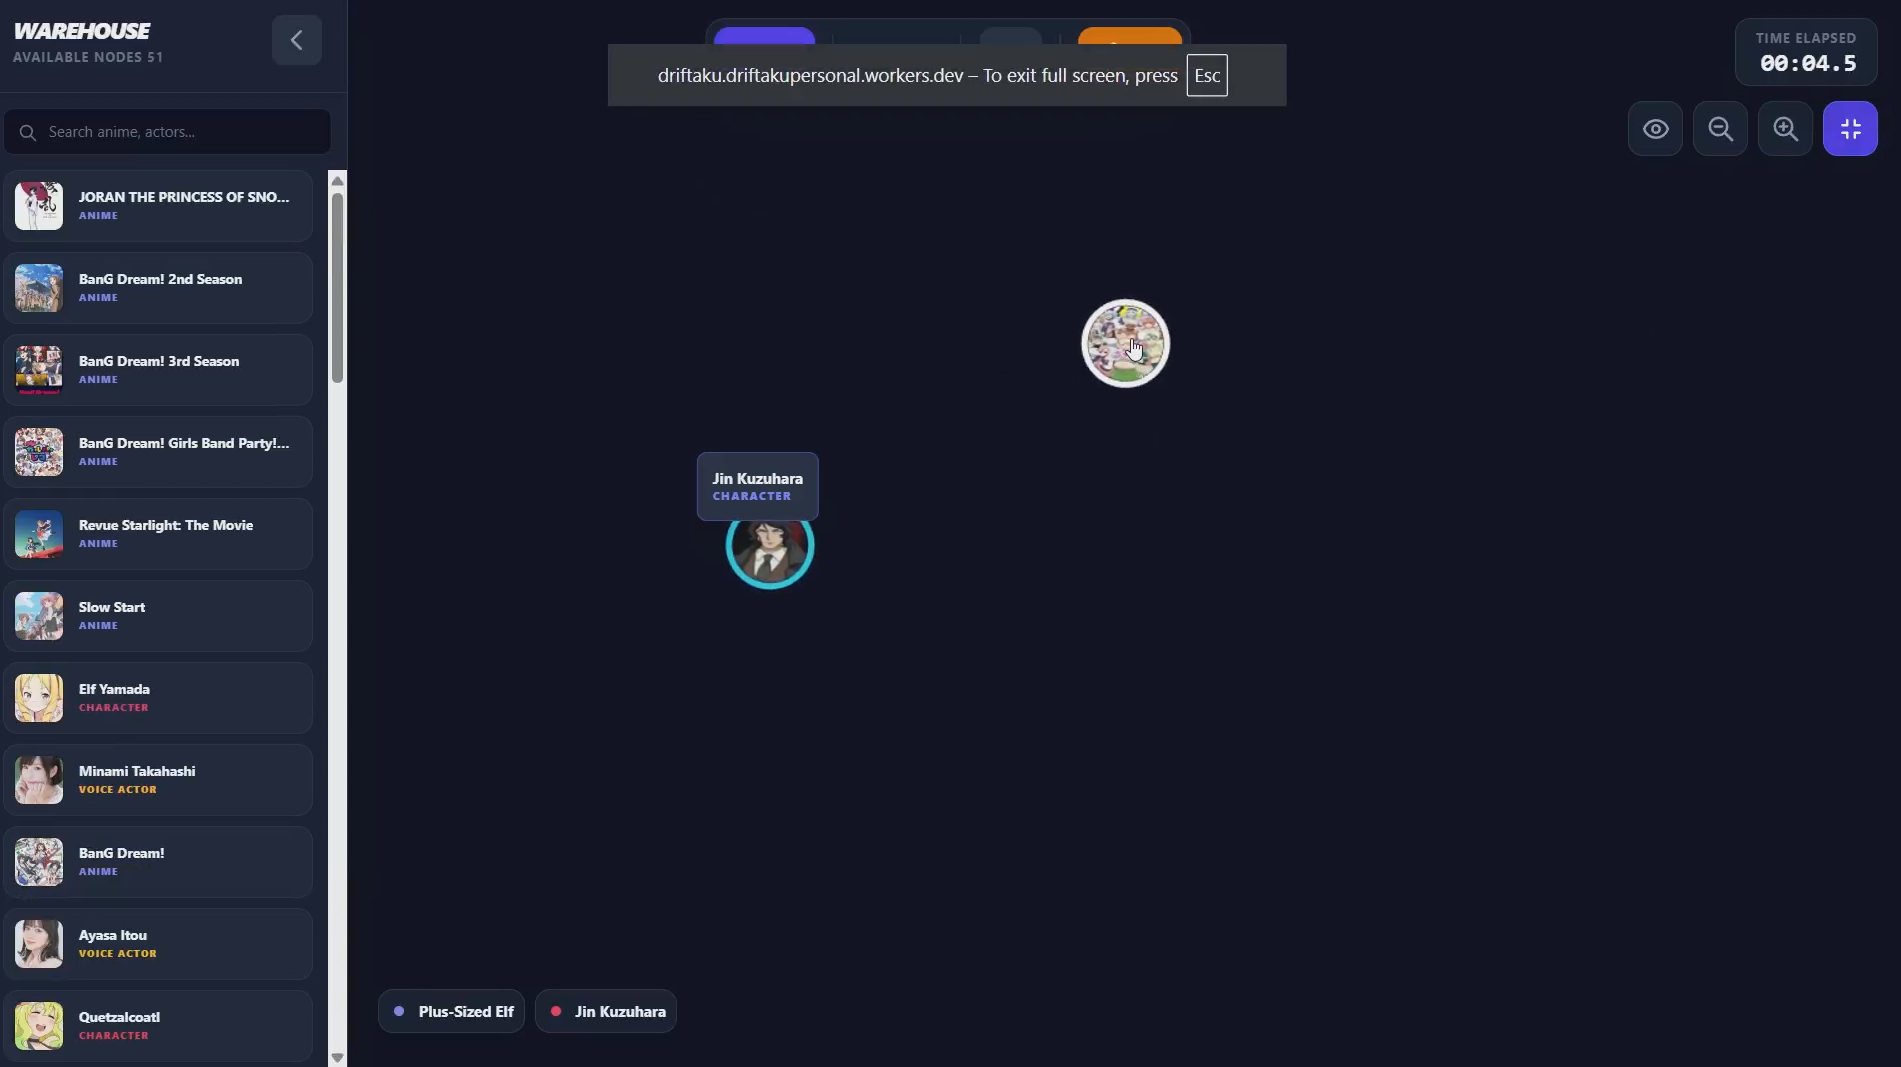 WAREHOUSE
AVAILABLE NODES 51
Search anime, actors...
JORAN THE PRINCESS OF SNO...
ANIME
BanG Dream! 2nd Season
ANIME
BanG Dream! 3rd Season
ANIME
BanG Dream! Girls Band Party!...
ANIME
Revue Starlight: The Movie
ANIME
Slow Start
ANIME
Elf Yamada
CHARACTER
Minami Takahashi
VOICE ACTOR
BanG Dream!
ANIME
Ayasa Itou
VOICE ACTOR
Quetzalcoatl
CHARACTER
driftaku.driftakupersonal.workers.dev – To exit full screen, press Esc
TIME ELAPSED
00:04.5
Jin Kuzuhara
CHARACTER
Plus-Sized Elf
Jin Kuzuhara